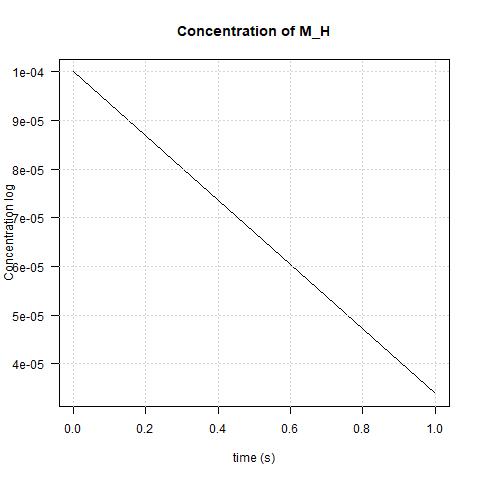 Concentration of M_H
1e-04
9e-05
8e-05
7e-05
6e-05
5e-05
4e-05
Concentration log
0.0 0.2 0.4 0.6 0.8 1.0
time (s)